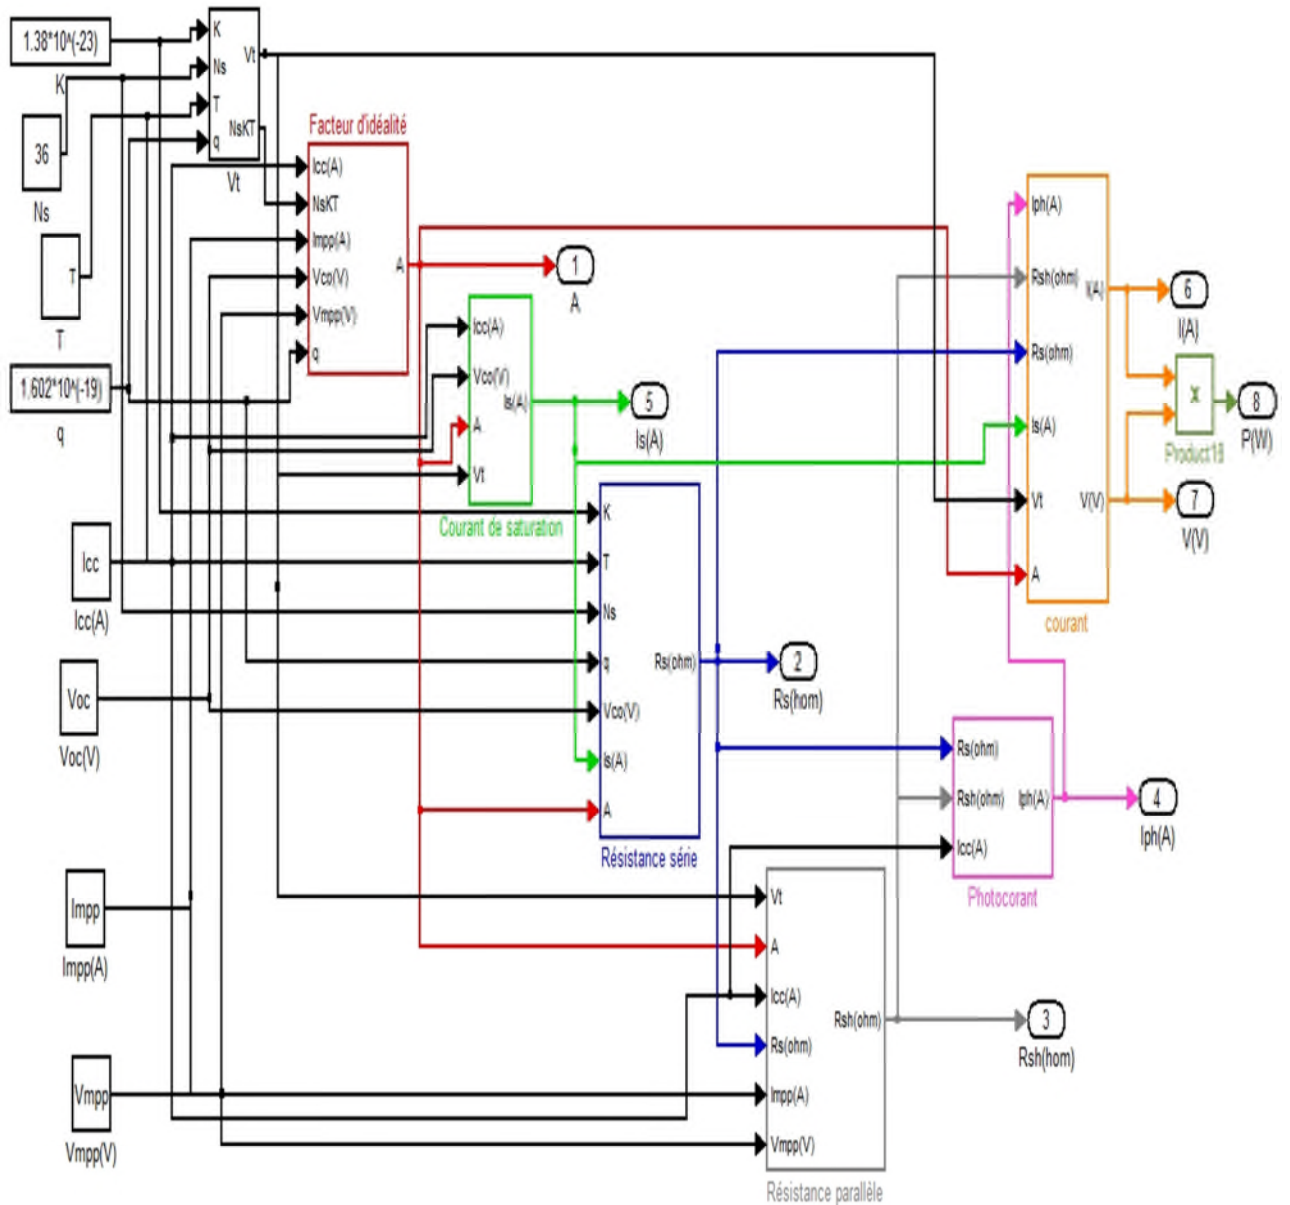 1.38*10^(-23)
K
36
Ns
T
T
1.602*10^(-19)
q
Icc
Icc(A)
Voc
Voc(V)
Impp
Impp(A)
Vmpp
Vmpp(V)
K
Ns
T
q
Vt
NsKT
Vt
Facteur d'idéalité
Icc(A)
NsKT
Impp(A)
Vco(V)
Vmpp(V)
q
A
1
A
Icc(A)
Vco(V)
A
Vt
Is(A)
Courant de saturation
5
Is(A)
K
T
Ns
q
Vco(V)
Is(A)
A
Rs(ohm)
Résistance série
2
Rs(hom)
Vt
A
Icc(A)
Rs(ohm)
Impp(A)
Vmpp(V)
Rsh(ohm)
Résistance parallèle
3
Rsh(hom)
Rs(ohm)
Rsh(ohm)
Icc(A)
Iph(A)
Photocorant
4
Iph(A)
Iph(A)
Rsh(ohm)
Rs(ohm)
Is(A)
Vt
A
I(A)
V(V)
courant
6
I(A)
x
Product18
8
P(W)
7
V(V)